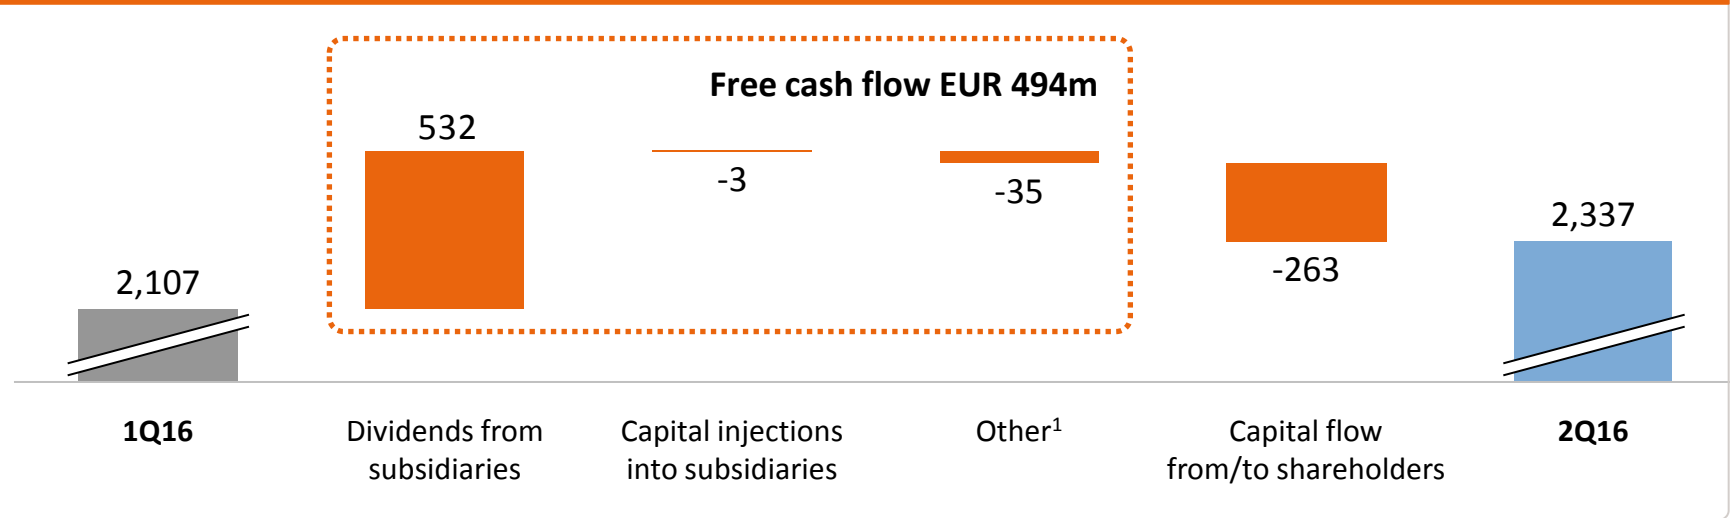 Free cash flow EUR 494m
532
-3
-35
2,337
2,107
-263
1Q16
Dividends from
subsidiaries
Capital injections
into subsidiaries
Other¹
Capital flow
from/to shareholders
2Q16